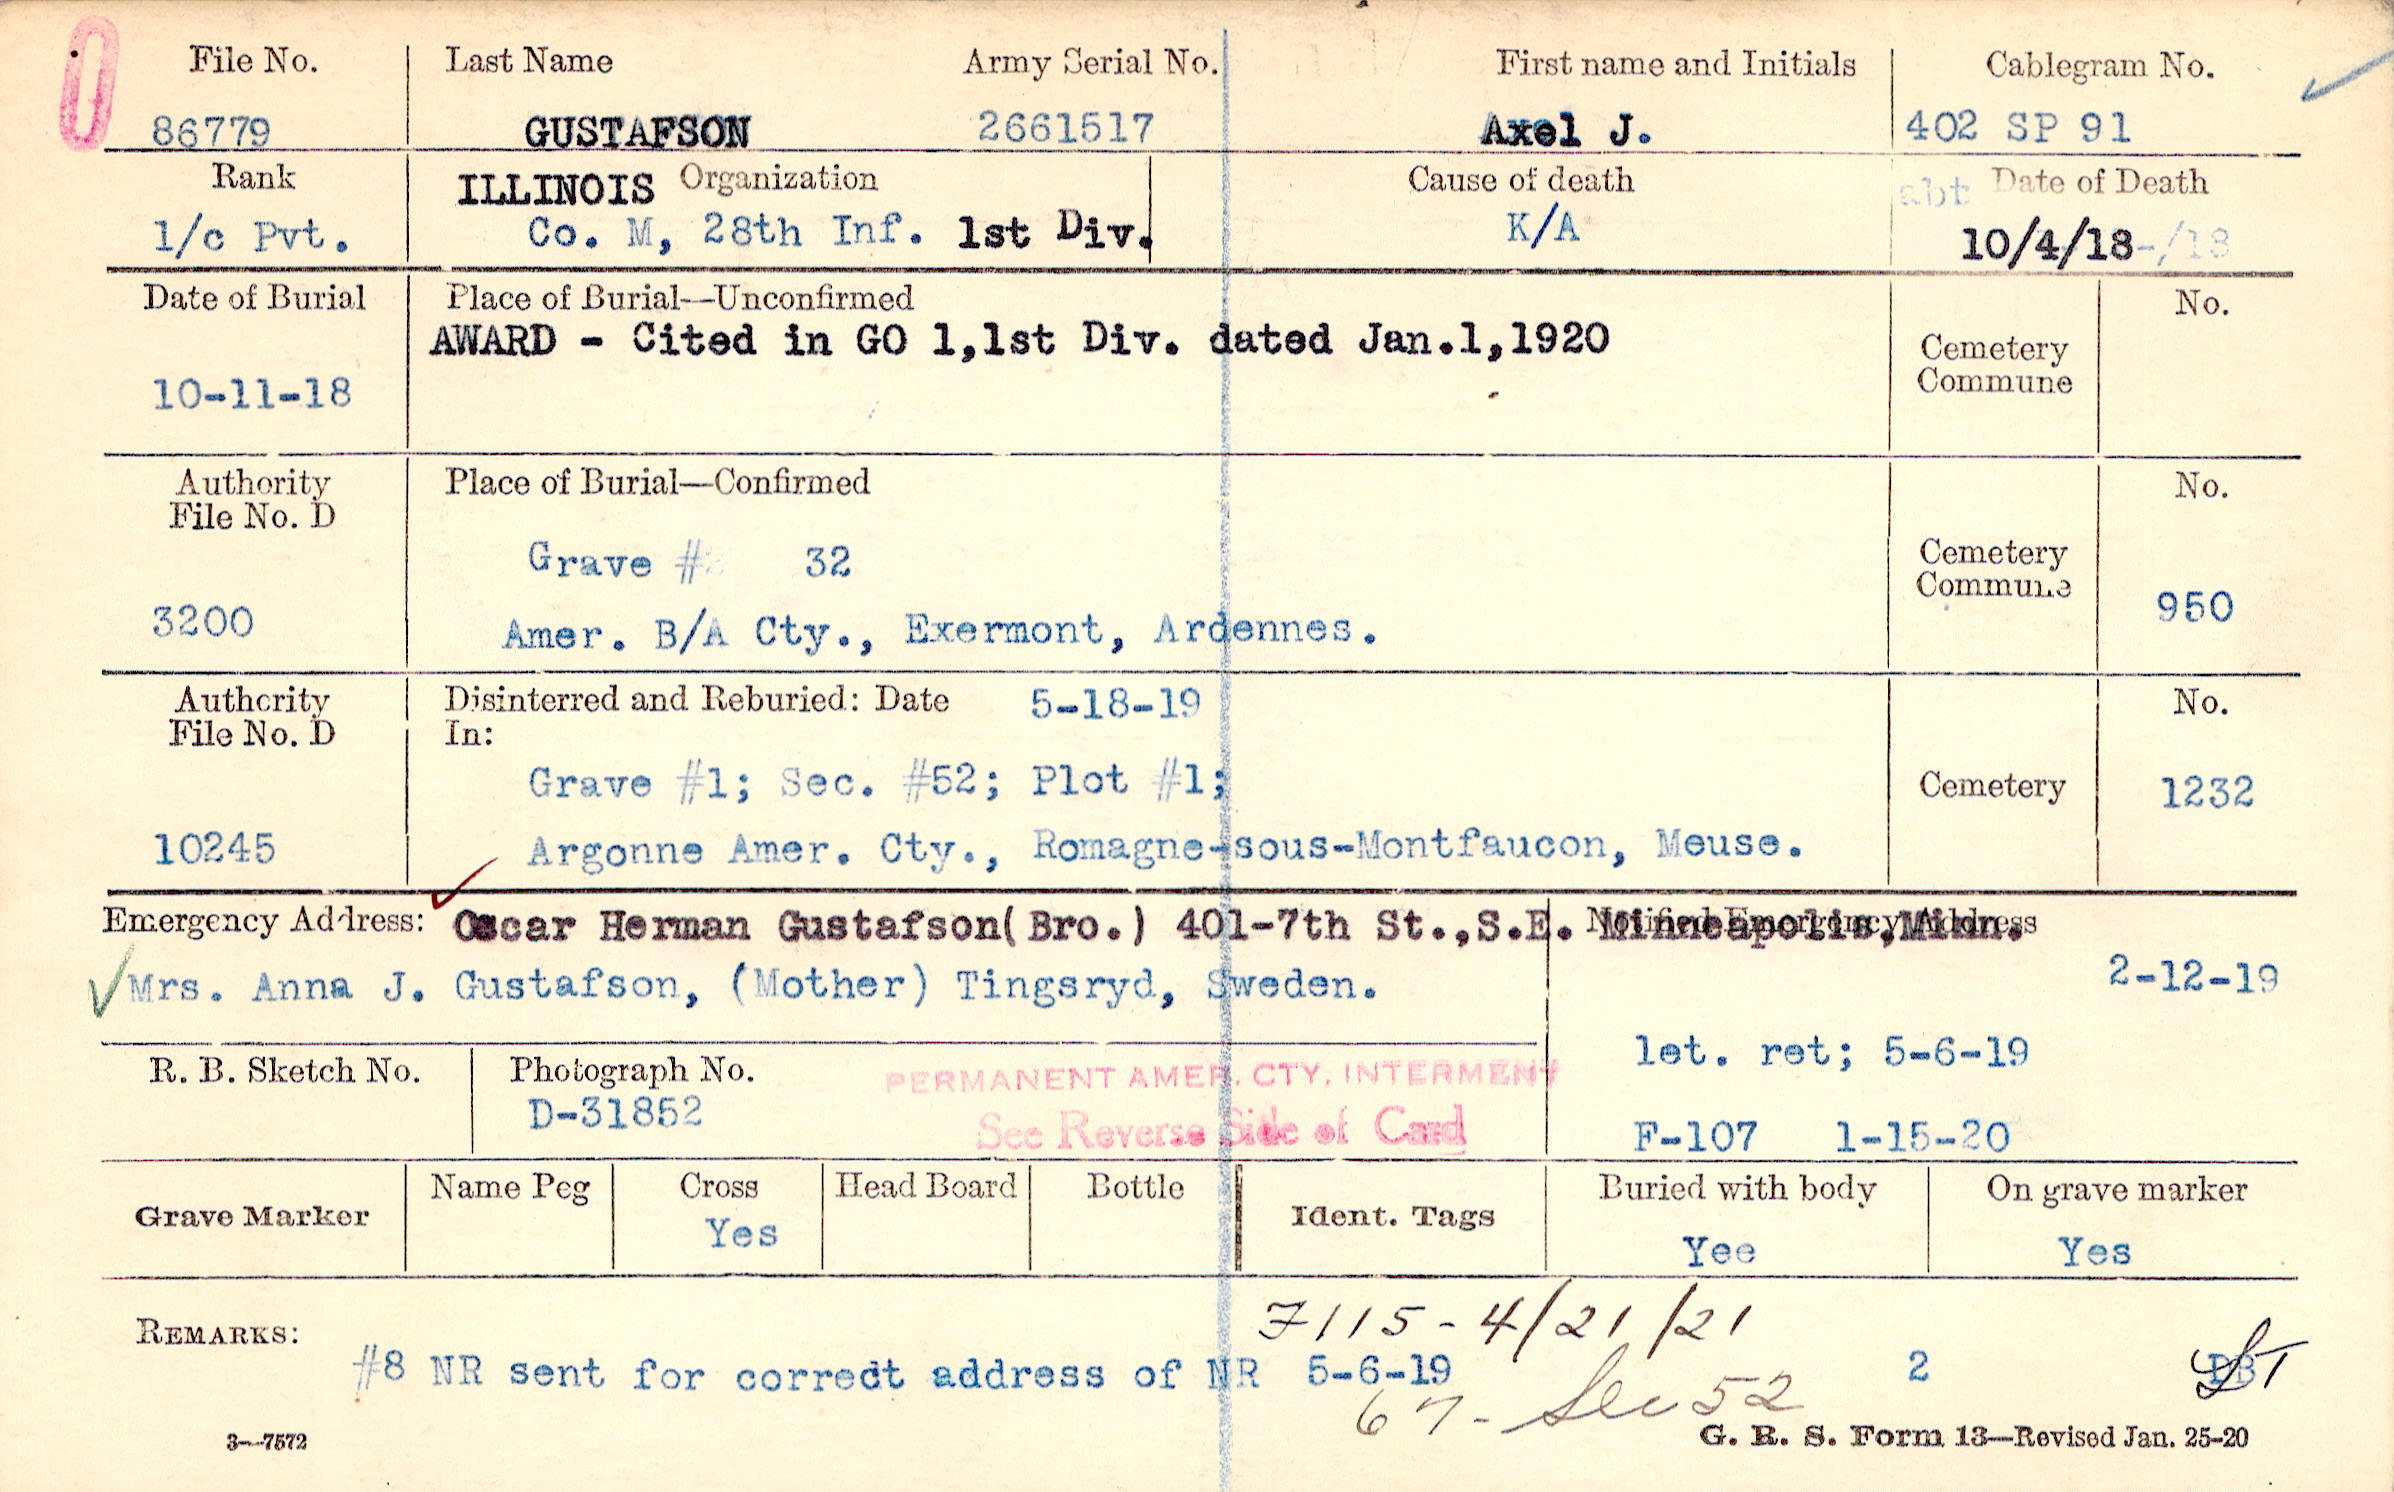 File No. Last Name Army Serial No. First name and Initials Cablegram No.
86779 GUSTAFSON 2661517 Axel J. 402 SP 91
Rank ILLINOIS Organization Cause of death abt Date of Death
1/c Pvt. Co. M, 28th Inf. 1st Div. K/A 10/4/18-/18
Date of Burial Place of Burial—Unconfirmed No.
AWARD - Cited in GO 1,1st Div. dated Jan.1,1920
Cemetery
Commune
10-11-18
Authority Place of Burial—Confirmed No.
File No. D
Grave # 32
Cemetery
Commune
950
3200 Amer. B/A Cty., Exermont, Ardennes.
Authority Disinterred and Reburied: Date 5-18-19 No.
File No. D In:
Grave #1; Sec. #52; Plot #1; Cemetery 1232
10245 Argonne Amer. Cty., Romagne-sous-Montfaucon, Meuse.
Emergency Address: Oscar Herman Gustafson(Bro.) 401-7th St.,S.E. Minneapolis,Minn. Notified Emergency Address
Mrs. Anna J. Gustafson, (Mother) Tingsryd, Sweden. 2-12-19
let. ret; 5-6-19
R. B. Sketch No. Photograph No. PERMANENT AMER. CTY. INTERMENT
D-31852 See Reverse Side of Card F-107 1-15-20
Grave Marker Name Peg Cross Head Board Bottle Ident. Tags Buried with body On grave marker
Yes Yee Yes
7115-4/21/21
REMARKS:
#8 NR sent for correct address of NR 5-6-19 2
67- Sec 52
3—7572 G. R. S. Form 13—Revised Jan. 25-20